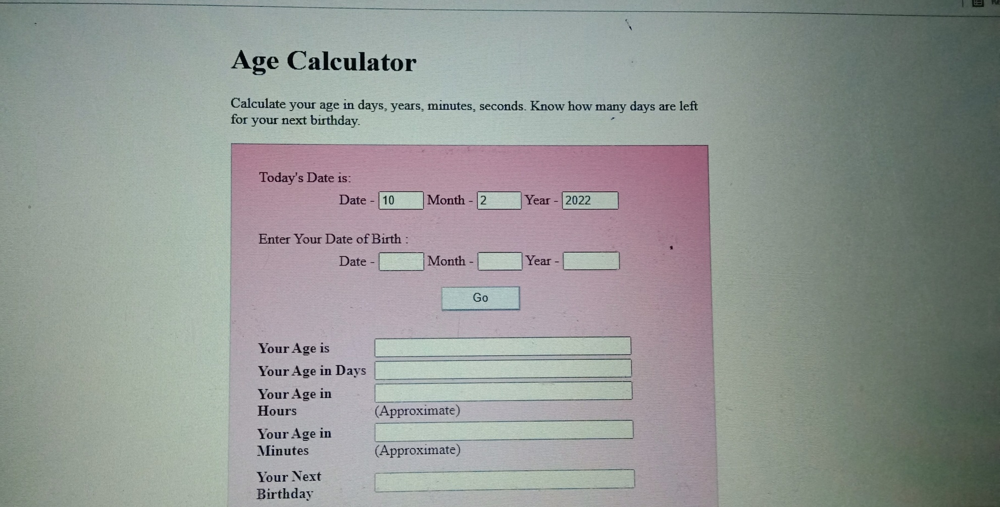 Age Calculator
Calculate your age in days, years, minutes, seconds. Know how many days are left
for your next birthday.
Today's Date is:
Date - 10 Month - 2 Year - 2022
Enter Your Date of Birth :
Date - Month - Year -
Go
Your Age is
Your Age in Days
Your Age in
Hours
(Approximate)
Your Age in
Minutes
(Approximate)
Your Next
Birthday